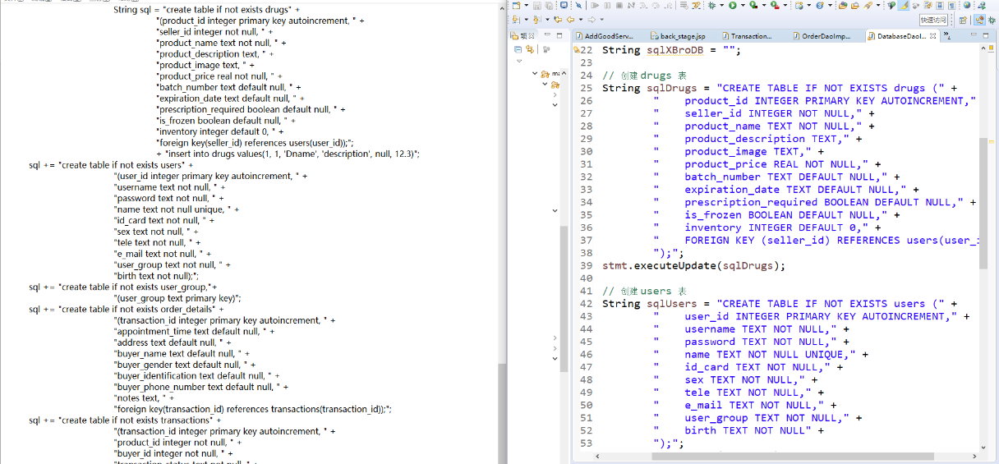 String sql = "create table if not exists drugs" +
"(product_id integer primary key autoincrement, " +
"seller_id integer not null, " +
"product_name text not null, " +
"product_description text, " +
"product_image text, " +
"product_price real not null, " +
"batch_number text default null, " +
"expiration_date text default null, " +
"prescription_required boolean default null, " +
"is_frozen boolean default null, " +
"inventory integer default 0, " +
"foreign key(seller_id) references users(user_id));";
+ "insert into drugs values(1, 1, 'Dname', 'description', null, 12.3)";
sql += "create table if not exists users" +
"(user_id integer primary key autoincrement, " +
"username text not null, " +
"password text not null, " +
"name text not null unique, " +
"id_card text not null, " +
"sex text not null, " +
"tele text not null, " +
"e_mail text not null, " +
"user_group text not null, " +
"birth text not null);";
sql += "create table if not exists user_group,"+
"(user_group text primary key)";
sql += "create table if not exists order_details" +
"(transaction_id integer primary key autoincrement, " +
"appointment_time text default null, " +
"address text default null, " +
"buyer_name text default null, " +
"buyer_gender text default null, " +
"buyer_identification text default null, " +
"buyer_phone_number text default null, " +
"notes text, " +
"foreign key(transaction_id) references transactions(transaction_id));";
sql += "create table if not exists transactions" +
"(transaction_id integer primary key autoincrement, " +
"product_id integer not null, " +
"buyer_id integer not null, " +
"transaction_status text not null, " +
快速访问
项
ma
AddGoodServ...
back_stage.jsp
Transaction...
OrderDaoImp...
DatabaseDaoI...
22 String sqlXBroDB = "";
23
24 // 创建 drugs 表
25 String sqlDrugs = "CREATE TABLE IF NOT EXISTS drugs (" +
26 "    product_id INTEGER PRIMARY KEY AUTOINCREMENT,"
27 "    seller_id INTEGER NOT NULL," +
28 "    product_name TEXT NOT NULL," +
29 "    product_description TEXT," +
30 "    product_image TEXT," +
31 "    product_price REAL NOT NULL," +
32 "    batch_number TEXT DEFAULT NULL," +
33 "    expiration_date TEXT DEFAULT NULL," +
34 "    prescription_required BOOLEAN DEFAULT NULL," +
35 "    is_frozen BOOLEAN DEFAULT NULL," +
36 "    inventory INTEGER DEFAULT 0," +
37 "    FOREIGN KEY (seller_id) REFERENCES users(user_
38 ");";
39 stmt.executeUpdate(sqlDrugs);
40
41 // 创建 users 表
42 String sqlUsers = "CREATE TABLE IF NOT EXISTS users (" +
43 "    user_id INTEGER PRIMARY KEY AUTOINCREMENT," +
44 "    username TEXT NOT NULL," +
45 "    password TEXT NOT NULL," +
46 "    name TEXT NOT NULL UNIQUE," +
47 "    id_card TEXT NOT NULL," +
48 "    sex TEXT NOT NULL," +
49 "    tele TEXT NOT NULL," +
50 "    e_mail TEXT NOT NULL," +
51 "    user_group TEXT NOT NULL," +
52 "    birth TEXT NOT NULL" +
53 ");";